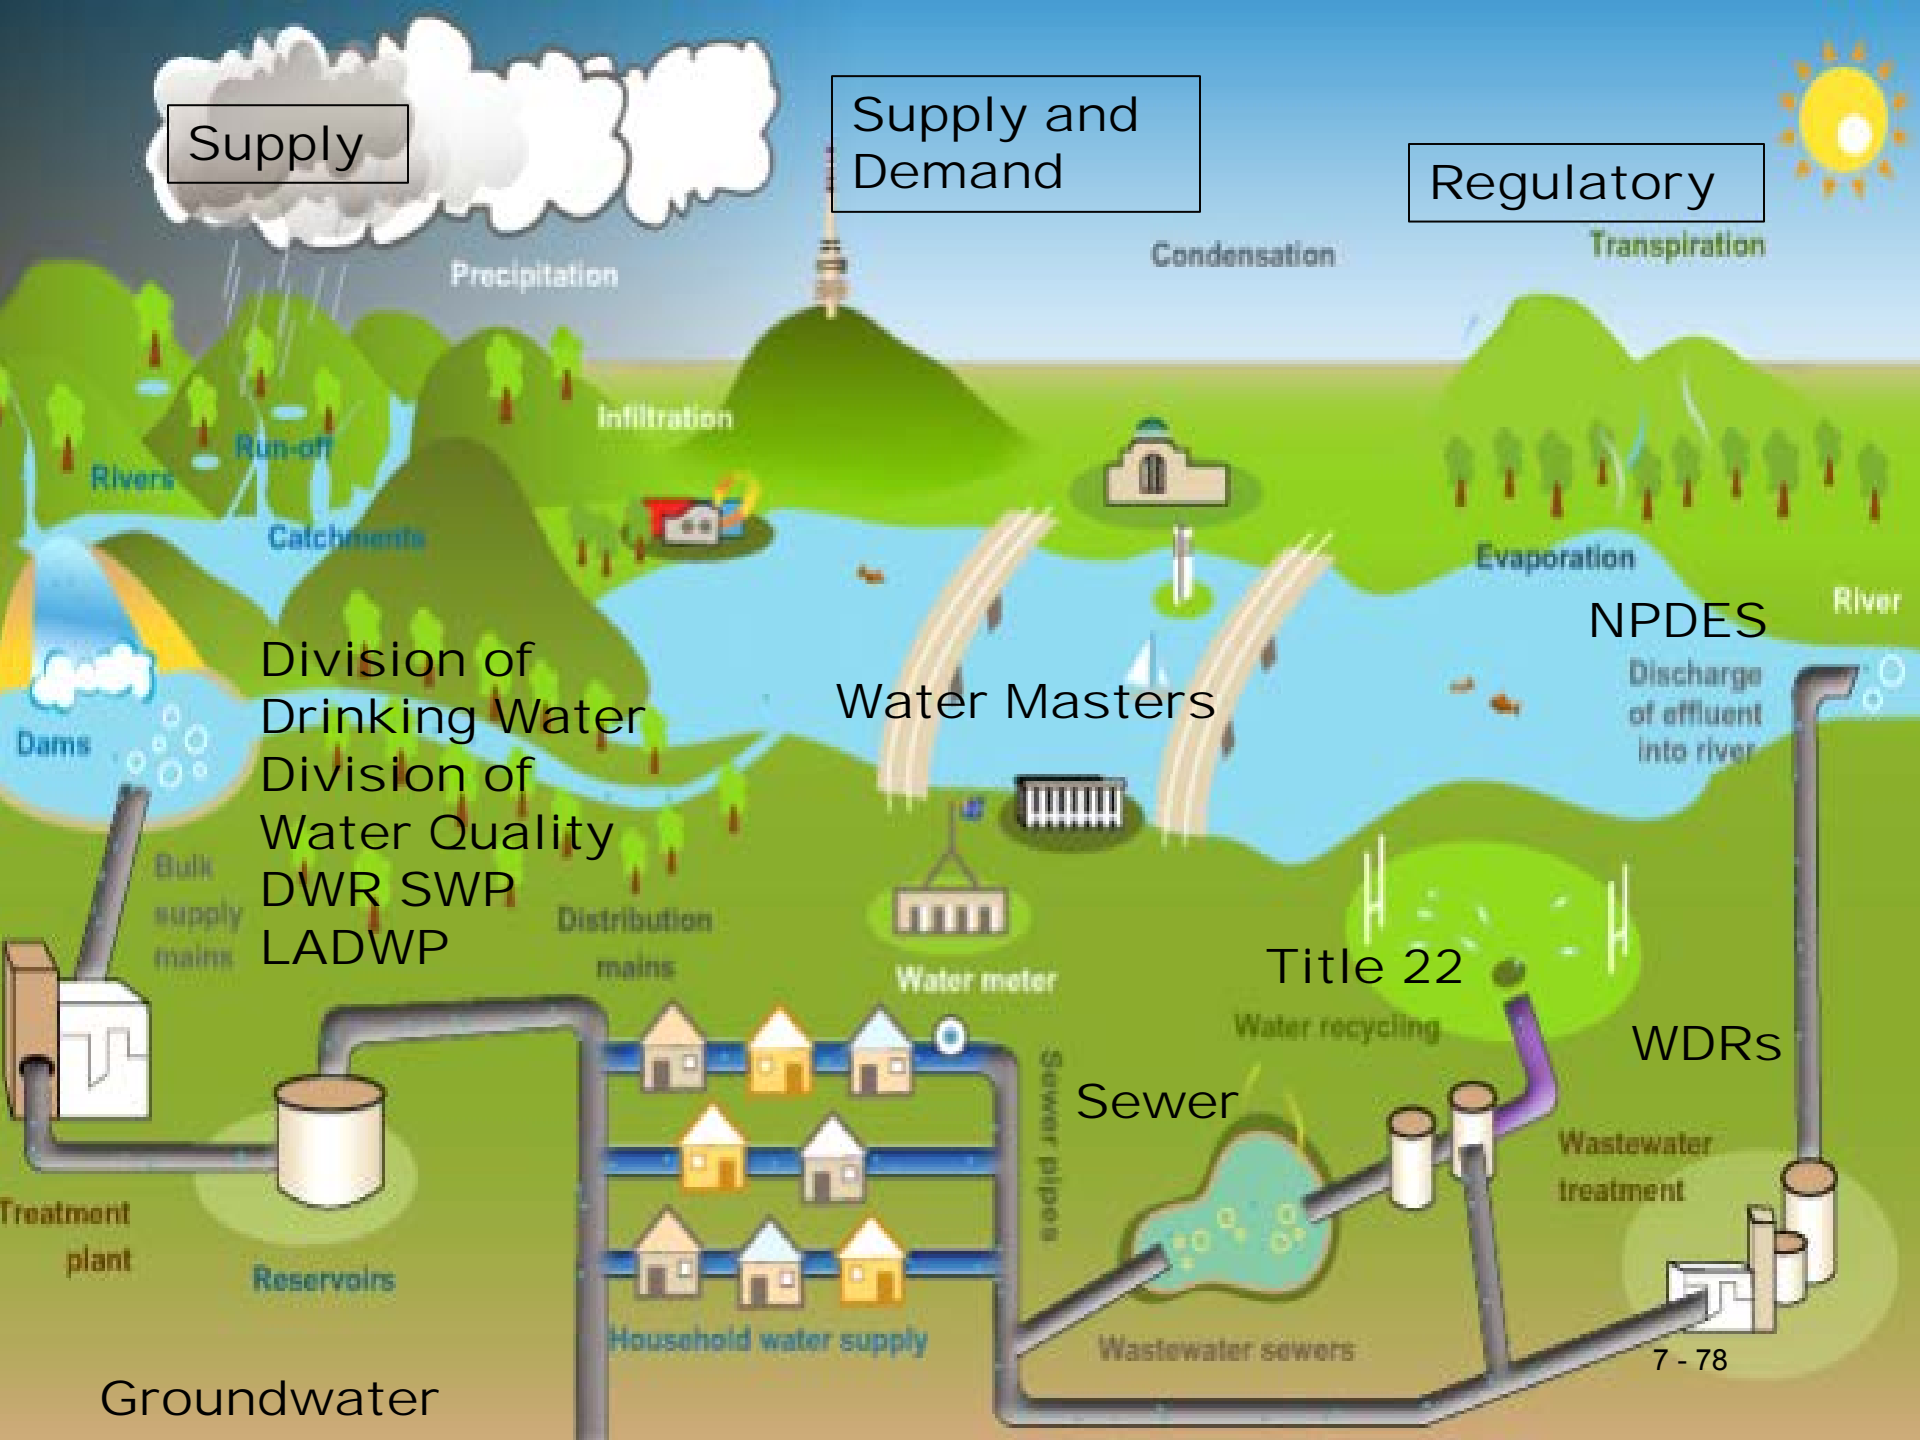 Supply
Supply and
Demand
Regulatory
Precipitation
Condensation
Transpiration
Infiltration
Run-off
Rivers
Catchments
Evaporation
River
NPDES
Discharge
of effluent
into river
Division of
Drinking Water
Division of
Water Quality
DWR SWP
LADWP
Water Masters
Dams
Bulk
supply
mains
Distribution
mains
Water meter
Title 22
Water recycling
WDRs
Sewer
Sewer pipes
Wastewater
treatment
Treatment
plant
Reservoirs
Household water supply
Wastewater sewers
7 - 78
Groundwater